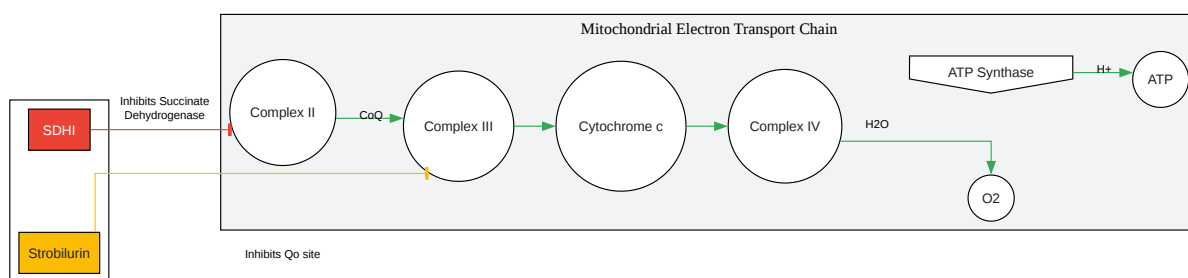 Mitochondrial Electron Transport Chain
ATP Synthase
H+
ATP
Inhibits Succinate
Dehydrogenase
SDHI
Complex II
CoQ
Complex III
Cytochrome c
Complex IV
H2O
O2
Strobilurin
Inhibits Qo site